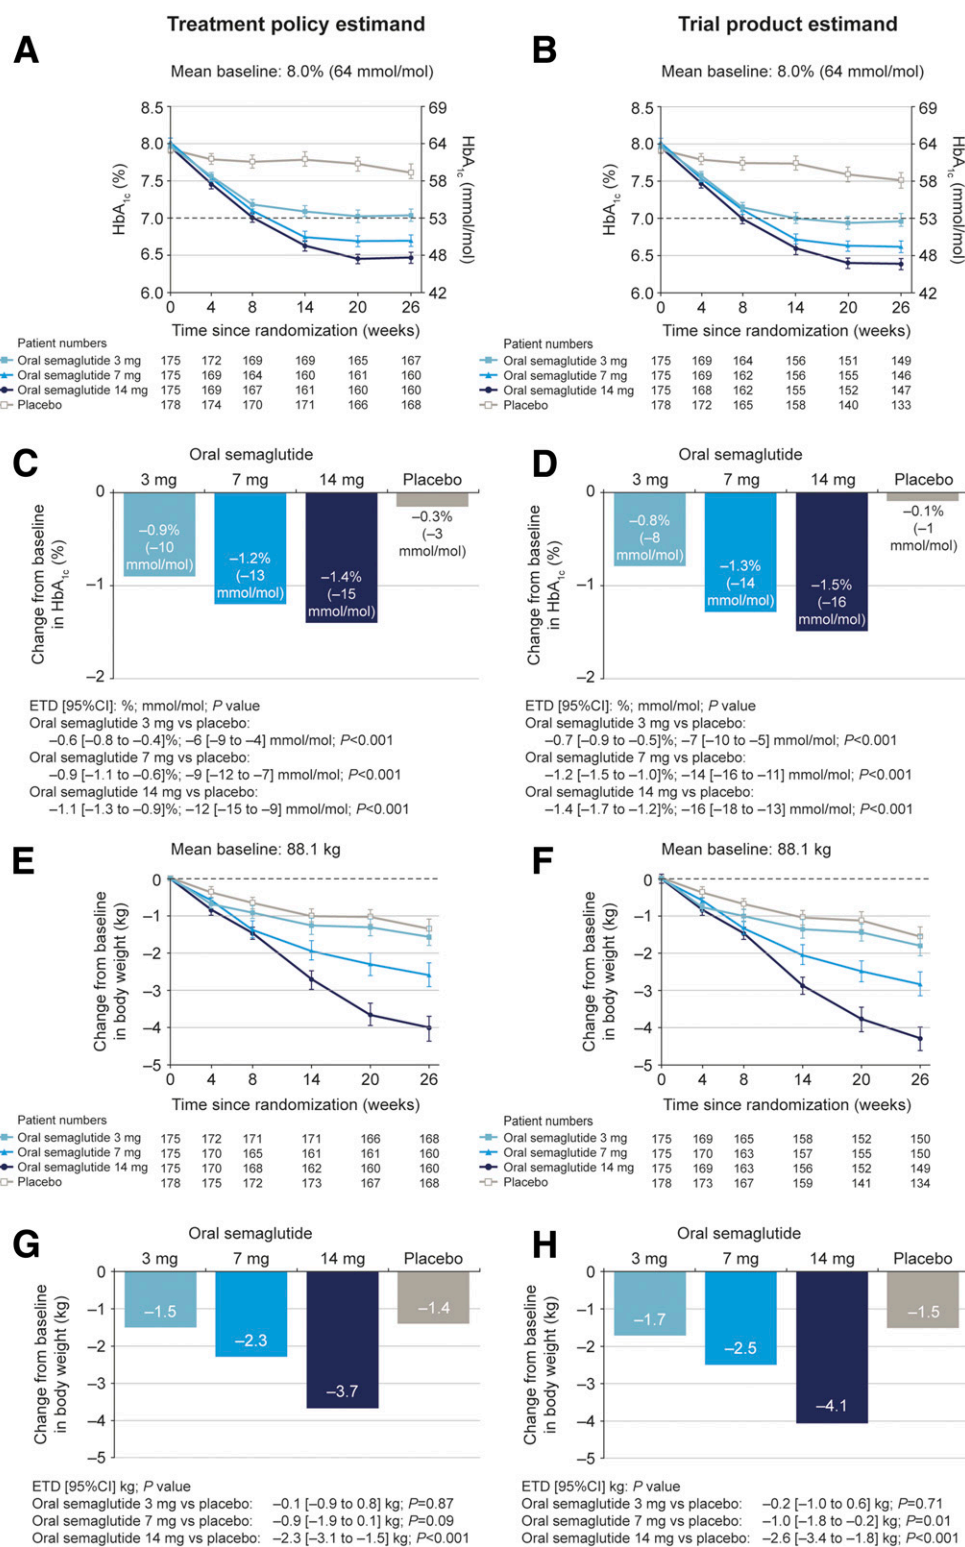 Treatment policy estimand
Trial product estimand
A
Mean baseline: 8.0% (64 mmol/mol)
HbA1c (%)
8.5
8.0
7.5
7.0
6.5
6.0
69
64
58
53
48
42
HbA1c (mmol/mol)
0 4 8 14 20 26
Time since randomization (weeks)
Patient numbers
Oral semaglutide 3 mg 175 172 169 169 165 167
Oral semaglutide 7 mg 175 169 164 160 161 160
Oral semaglutide 14 mg 175 169 167 161 160 160
Placebo 178 174 170 171 166 168
B
Mean baseline: 8.0% (64 mmol/mol)
HbA1c (%)
8.5
8.0
7.5
7.0
6.5
6.0
69
64
58
53
48
42
HbA1c (mmol/mol)
0 4 8 14 20 26
Time since randomization (weeks)
Patient numbers
Oral semaglutide 3 mg 175 169 164 156 151 149
Oral semaglutide 7 mg 175 169 162 156 155 146
Oral semaglutide 14 mg 175 168 162 155 152 147
Placebo 178 172 165 158 140 133
C
Oral semaglutide
3 mg 7 mg 14 mg Placebo
Change from baseline
in HbA1c (%)
0
–1
–2
–0.9%
(–10
mmol/mol)
–1.2%
(–13
mmol/mol)
–1.4%
(–15
mmol/mol)
–0.3%
(–3
mmol/mol)
ETD [95%CI]: %; mmol/mol; P value
Oral semaglutide 3 mg vs placebo:
–0.6 [–0.8 to –0.4]%; –6 [–9 to –4] mmol/mol; P<0.001
Oral semaglutide 7 mg vs placebo:
–0.9 [–1.1 to –0.6]%; –9 [–12 to –7] mmol/mol; P<0.001
Oral semaglutide 14 mg vs placebo:
–1.1 [–1.3 to –0.9]%; –12 [–15 to –9] mmol/mol; P<0.001
D
Oral semaglutide
3 mg 7 mg 14 mg Placebo
Change from baseline
in HbA1c (%)
0
–1
–2
–0.8%
(–8
mmol/mol)
–1.3%
(–14
mmol/mol)
–1.5%
(–16
mmol/mol)
–0.1%
(–1
mmol/mol)
ETD [95%CI]: %; mmol/mol; P value
Oral semaglutide 3 mg vs placebo:
–0.7 [–0.9 to –0.5]%; –7 [–10 to –5] mmol/mol; P<0.001
Oral semaglutide 7 mg vs placebo:
–1.2 [–1.5 to –1.0]%; –14 [–16 to –11] mmol/mol; P<0.001
Oral semaglutide 14 mg vs placebo:
–1.4 [–1.7 to –1.2]%; –16 [–18 to –13] mmol/mol; P<0.001
E
Mean baseline: 88.1 kg
Change from baseline
in body weight (kg)
0
–1
–2
–3
–4
–5
0 4 8 14 20 26
Time since randomization (weeks)
Patient numbers
Oral semaglutide 3 mg 175 172 171 171 166 168
Oral semaglutide 7 mg 175 170 165 161 161 160
Oral semaglutide 14 mg 175 170 168 162 160 160
Placebo 178 175 172 173 167 168
F
Mean baseline: 88.1 kg
Change from baseline
in body weight (kg)
0
–1
–2
–3
–4
–5
0 4 8 14 20 26
Time since randomization (weeks)
Patient numbers
Oral semaglutide 3 mg 175 169 165 158 152 150
Oral semaglutide 7 mg 175 170 163 157 155 150
Oral semaglutide 14 mg 175 169 163 156 152 149
Placebo 178 173 167 159 141 134
G
Oral semaglutide
3 mg 7 mg 14 mg Placebo
Change from baseline
in body weight (kg)
0
–1
–2
–3
–4
–5
–1.5
–2.3
–3.7
–1.4
ETD [95%CI] kg; P value
Oral semaglutide 3 mg vs placebo: –0.1 [–0.9 to 0.8] kg; P=0.87
Oral semaglutide 7 mg vs placebo: –0.9 [–1.9 to 0.1] kg; P=0.09
Oral semaglutide 14 mg vs placebo: –2.3 [–3.1 to –1.5] kg; P<0.001
H
Oral semaglutide
3 mg 7 mg 14 mg Placebo
Change from baseline
in body weight (kg)
0
–1
–2
–3
–4
–5
–1.7
–2.5
–4.1
–1.5
ETD [95%CI] kg: P value
Oral semaglutide 3 mg vs placebo: –0.2 [–1.0 to 0.6] kg; P=0.71
Oral semaglutide 7 mg vs placebo: –1.0 [–1.8 to –0.2] kg; P=0.01
Oral semaglutide 14 mg vs placebo: –2.6 [–3.4 to –1.8] kg; P<0.001